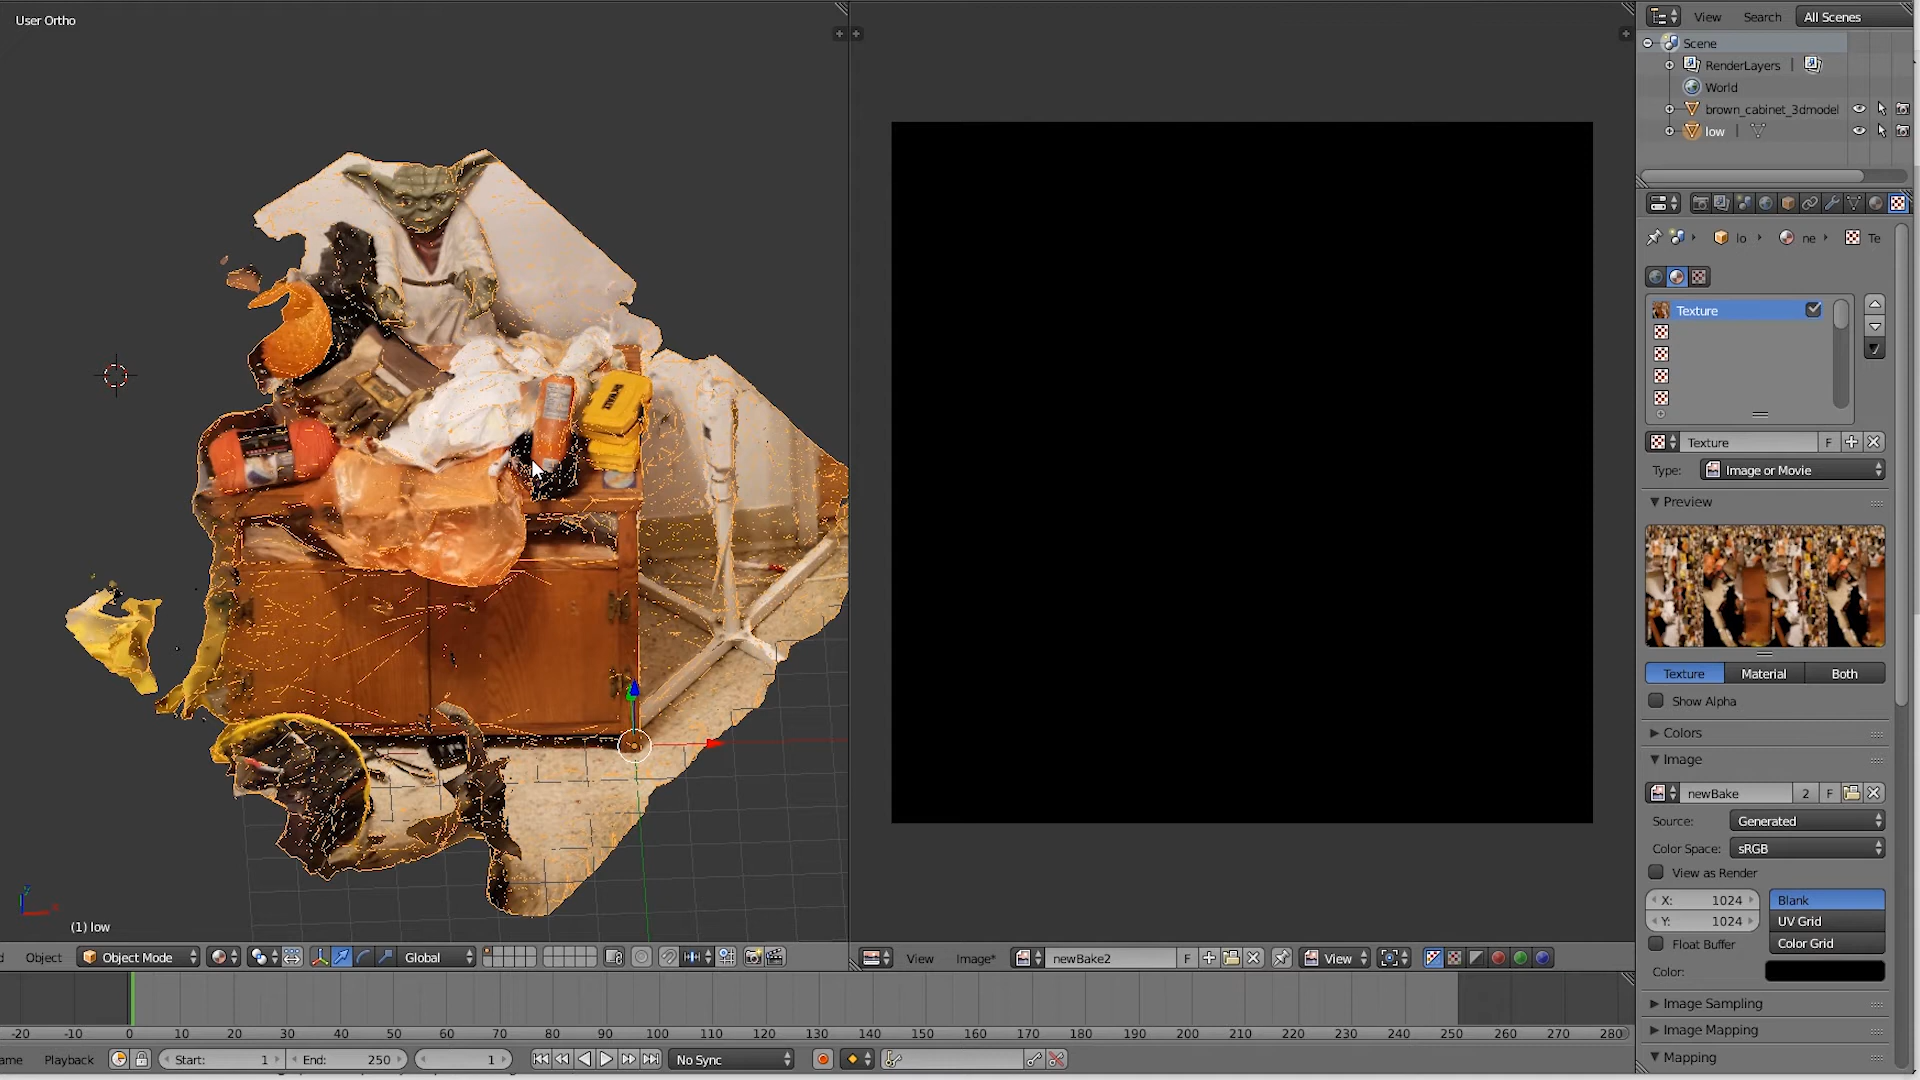 User Ortho
(1) low
Object
Object Mode
Global
View
Image*
newBake2
F
View
-20 -10 0 10 20 30 40 50 60 70 80 90 100 110 120 130 140 150 160 170 180 190 200 210 220 230 240 250 260 270 280
ame
Playback
Start: 1
End: 250
1
No Sync
View
Search
All Scenes
Scene
RenderLayers
World
brown_cabinet_3dmodel
low
lo
ne
Te
Texture
Texture
F
Type:
Image or Movie
Preview
Texture
Material
Both
Show Alpha
Colors
Image
newBake
2
F
Source:
Generated
Color Space:
sRGB
View as Render
X: 1024
Blank
Y: 1024
UV Grid
Float Buffer
Color Grid
Color:
Image Sampling
Image Mapping
Mapping